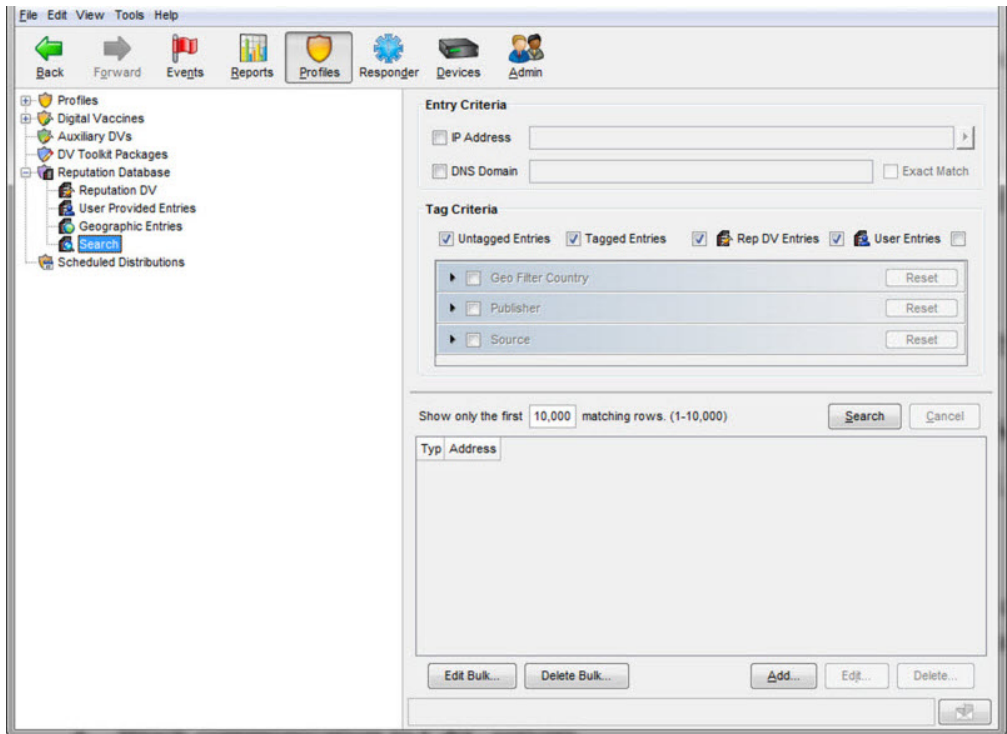 File Edit View Tools Help
Back Forward Events Reports Profiles Responder Devices Admin
Profiles
Digital Vaccines
Auxiliary DVs
DV Toolkit Packages
Reputation Database
Reputation DV
User Provided Entries
Geographic Entries
Search
Scheduled Distributions
Entry Criteria
IP Address
DNS Domain Exact Match
Tag Criteria
Untagged Entries Tagged Entries Rep DV Entries User Entries
Geo Filter Country Reset
Publisher Reset
Source Reset
Show only the first 10,000 matching rows. (1-10,000) Search Cancel
Typ Address
Edit Bulk... Delete Bulk... Add... Edit... Delete...